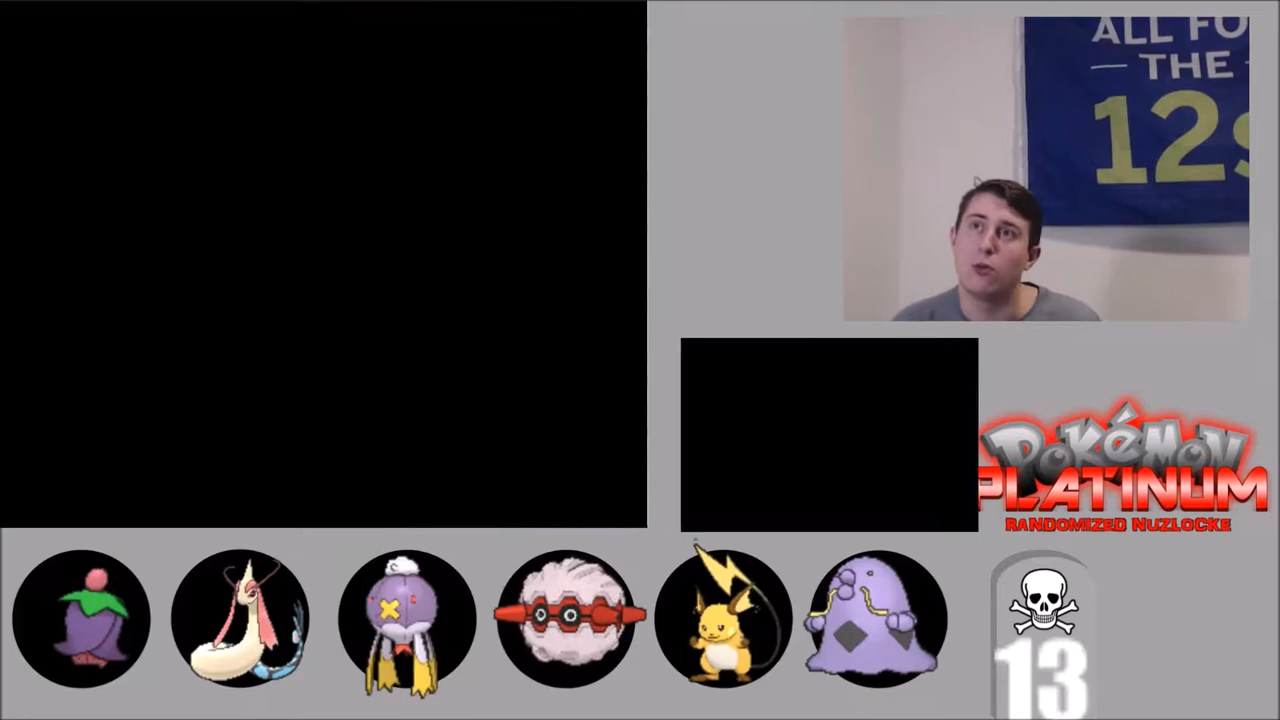 ALL FO
— THE -
12s
POKéMON
PLATINUM
RANDOMIZED NUZLOCKE
13